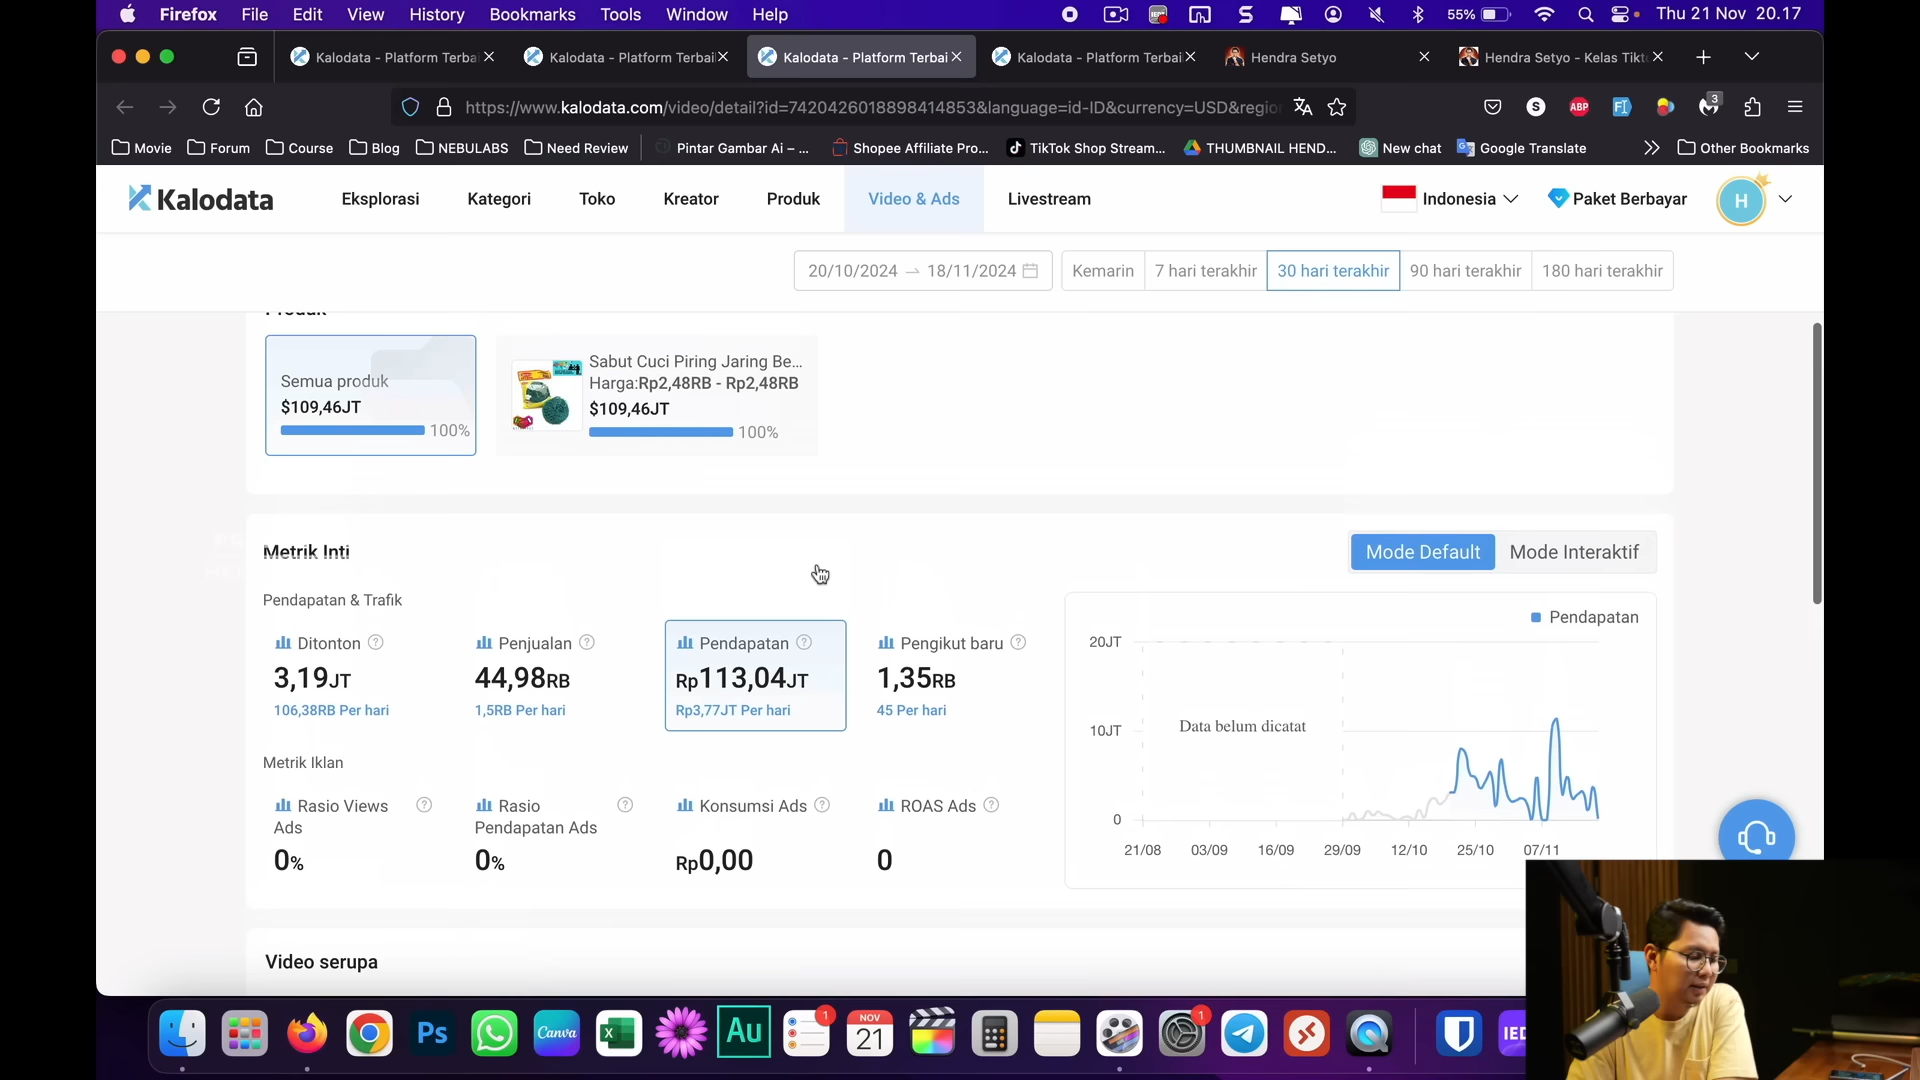 Firefox File Edit View History Bookmarks Tools Window Help 55% Thu 21 Nov 20.17
Kalodata - Platform Terba Kalodata - Platform Terbai Kalodata - Platform Terbai Kalodata - Platform Terbai Hendra Setyo Hendra Setyo - Kelas Tikt
https://www.kalodata.com/video/detail?id=7420426018898414853&language=id-ID&currency=USD&regio S ABP 3
Movie Forum Course Blog NEBULABS Need Review Pintar Gambar Ai – ... Shopee Affiliate Pro... TikTok Shop Stream... THUMBNAIL HEND... New chat Google Translate Other Bookmarks
Kalodata Eksplorasi Kategori Toko Kreator Produk Video & Ads Livestream Indonesia Paket Berbayar H
20/10/2024 → 18/11/2024 Kemarin 7 hari terakhir 30 hari terakhir 90 hari terakhir 180 hari terakhir
Produk
Semua produk
$109,46JT
100%
Sabut Cuci Piring Jaring Be...
Harga:Rp2,48RB - Rp2,48RB
$109,46JT
100%
Metrik Inti
Mode Default Mode Interaktif
Pendapatan & Trafik
Ditonton
3,19JT
106,38RB Per hari
Penjualan
44,98RB
1,5RB Per hari
Pendapatan
Rp113,04JT
Rp3,77JT Per hari
Pengikut baru
1,35RB
45 Per hari
Metrik Iklan
Rasio Views Ads
0%
Rasio Pendapatan Ads
0%
Konsumsi Ads
Rp0,00
ROAS Ads
0
Pendapatan
20JT
10JT
0
Data belum dicatat
21/08 03/09 16/09 29/09 12/10 25/10 07/11
Video serupa
Ps Canva Au 1 NOV 21 1 IED